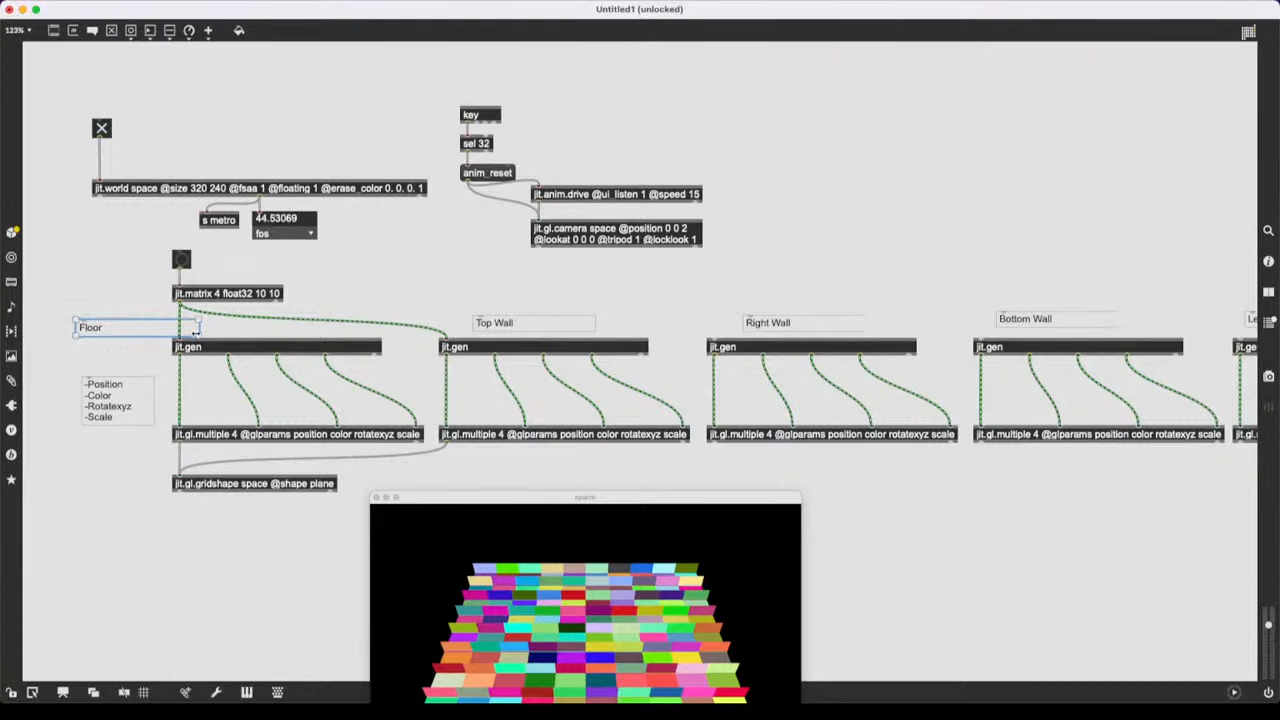 Untitled1 (unlocked)
123%
key
sel 32
anim_reset
jit.world space @size 320 240 @fsaa 1 @floating 1 @erase_color 0. 0. 0. 1
jit.anim.drive @ui_listen 1 @speed 15
s metro
44.53069
fps
jit.gl.camera space @position 0 0 2
@lookat 0 0 0 @tripod 1 @locklook 1
jit.matrix 4 float32 10 10
Floor
Top Wall
Right Wall
Bottom Wall
Le
jit.gen
jit.gen
jit.gen
jit.gen
jit.ge
-Position
-Color
-Rotatexyz
-Scale
jit.gl.multiple 4 @glparams position color rotatexyz scale
jit.gl.multiple 4 @glparams position color rotatexyz scale
jit.gl.multiple 4 @glparams position color rotatexyz scale
jit.gl.multiple 4 @glparams position color rotatexyz scale
jit.gl
jit.gl.gridshape space @shape plane
space